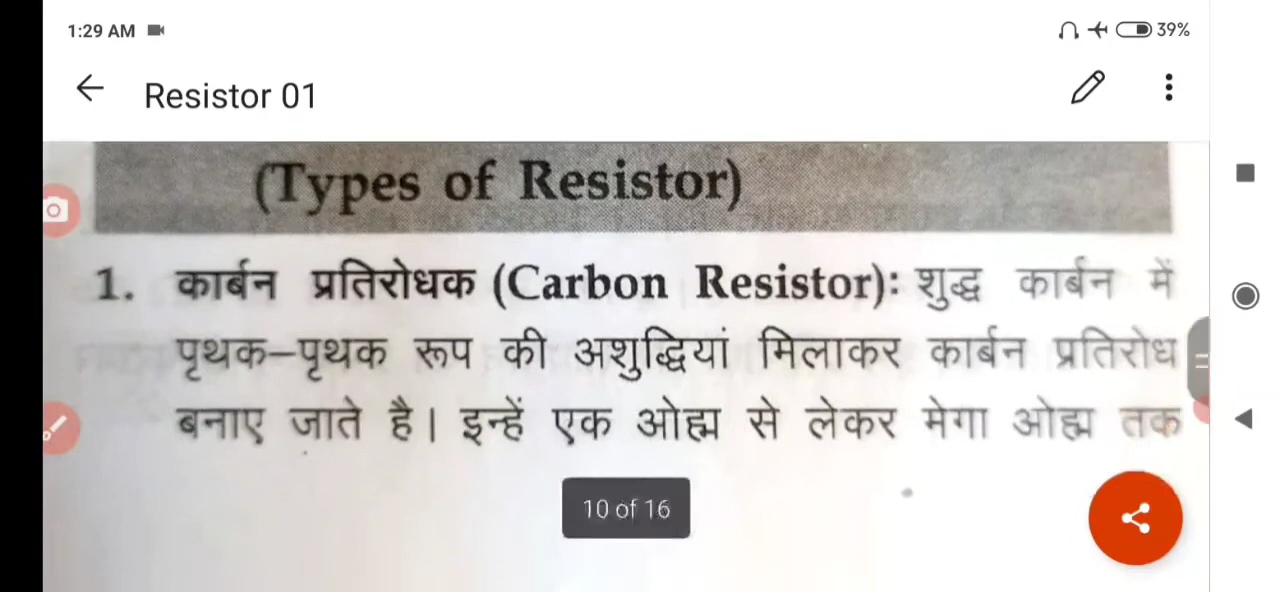 1:29 AM
39%
Resistor 01
(Types of Resistor)
1. कार्बन प्रतिरोधक (Carbon Resistor): शुद्ध कार्बन में
पृथक–पृथक रूप की अशुद्धियां मिलाकर कार्बन प्रतिरोध
बनाए जाते है। इन्हें एक ओह्म से लेकर मेगा ओह्म तक
10 of 16